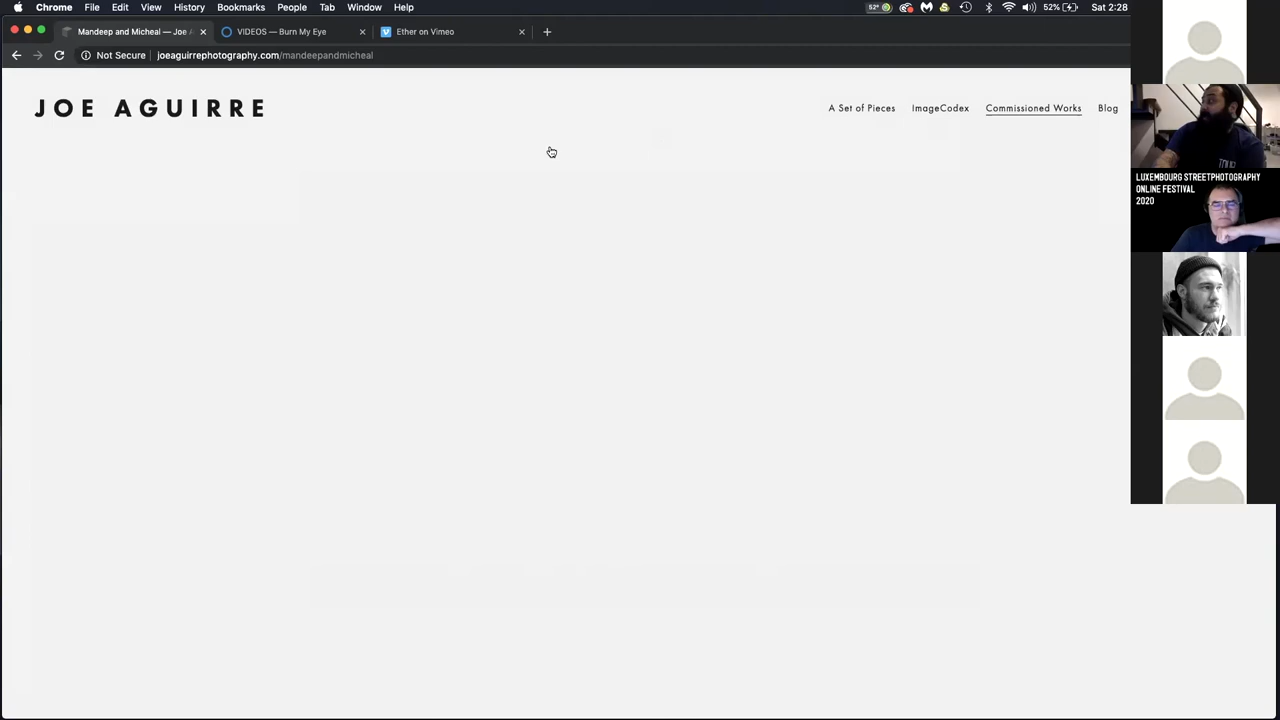 Chrome File Edit View History Bookmarks People Tab Window Help 52° 52% Sat 2:28
Mandeep and Micheal — Joe A VIDEOS — Burn My Eye Ether on Vimeo
Not Secure joeaguirrephotography.com/mandeepandmicheal
JOE AGUIRRE
A Set of Pieces ImageCodex Commissioned Works Blog
LUXEMBOURG STREETPHOTOGRAPHY
ONLINE FESTIVAL
2020